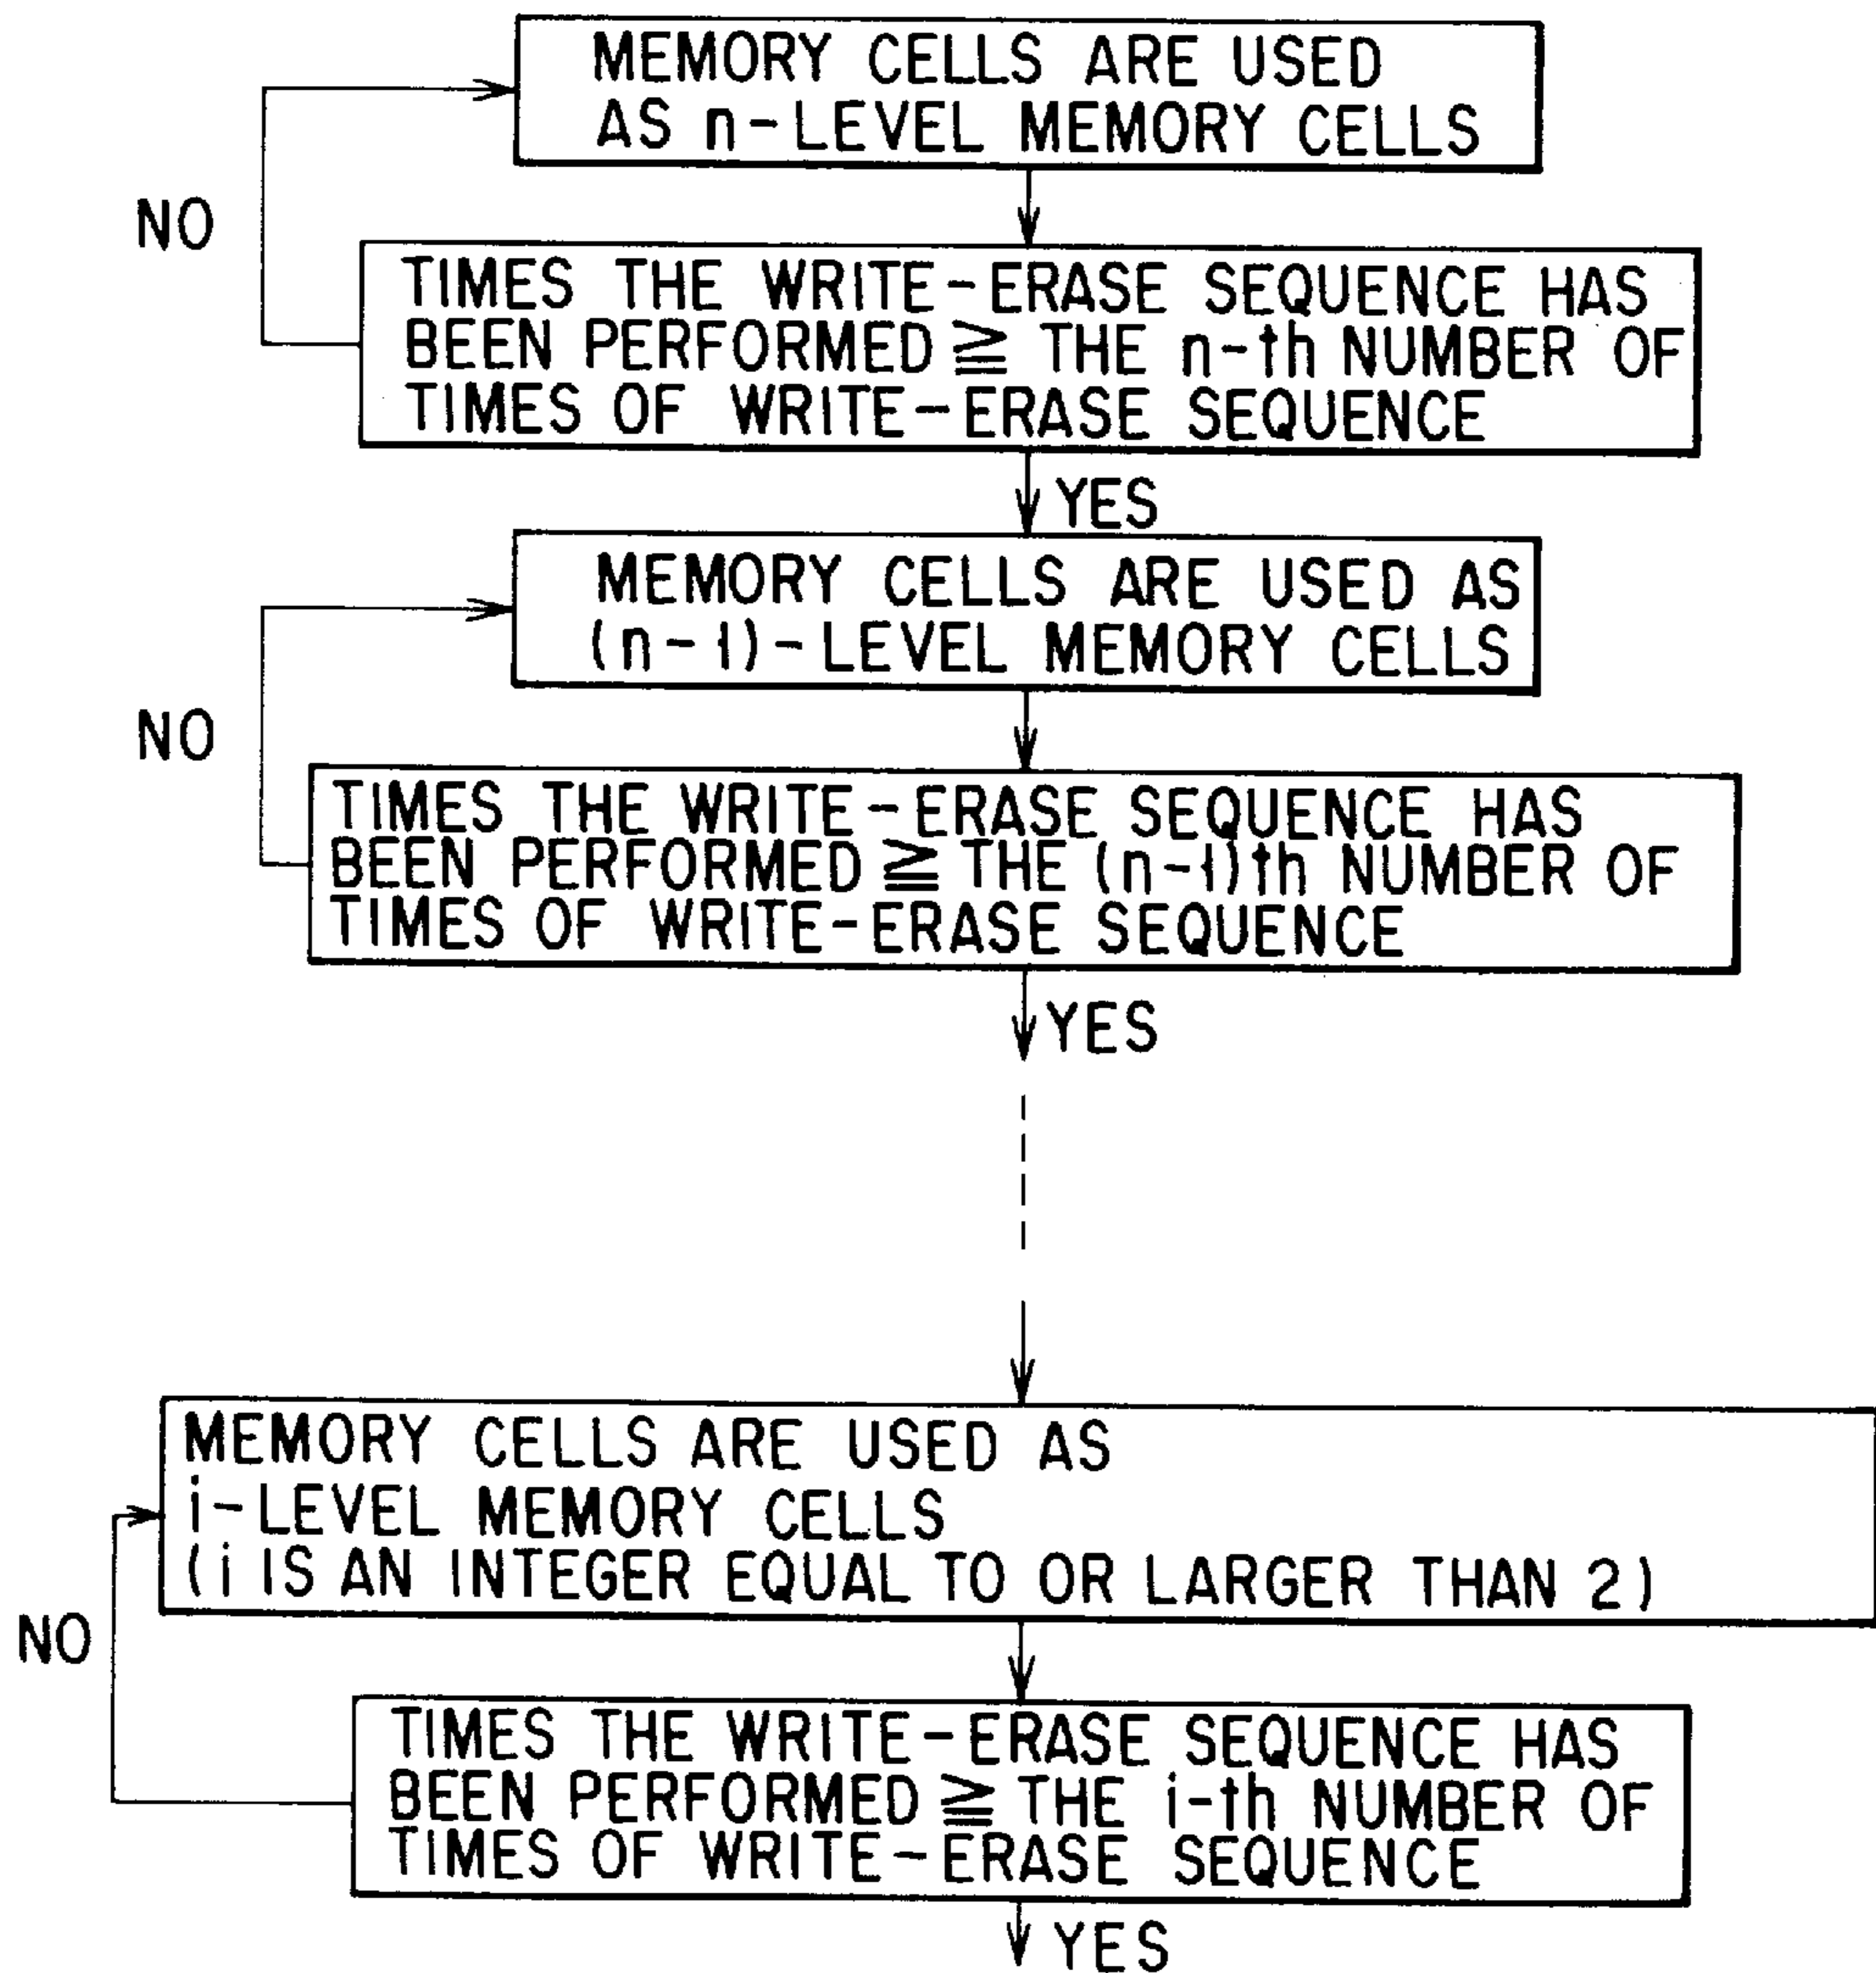 MEMORY CELLS ARE USED
AS n-LEVEL MEMORY CELLS
NO
TIMES THE WRITE-ERASE SEQUENCE HAS
BEEN PERFORMED ≧ THE n-th NUMBER OF
TIMES OF WRITE-ERASE SEQUENCE
YES
MEMORY CELLS ARE USED AS
(n-1)-LEVEL MEMORY CELLS
NO
TIMES THE WRITE-ERASE SEQUENCE HAS
BEEN PERFORMED ≧ THE (n-1)th NUMBER OF
TIMES OF WRITE-ERASE SEQUENCE
YES
MEMORY CELLS ARE USED AS
i-LEVEL MEMORY CELLS
(i IS AN INTEGER EQUAL TO OR LARGER THAN 2)
NO
TIMES THE WRITE-ERASE SEQUENCE HAS
BEEN PERFORMED ≧ THE i-th NUMBER OF
TIMES OF WRITE-ERASE SEQUENCE
YES